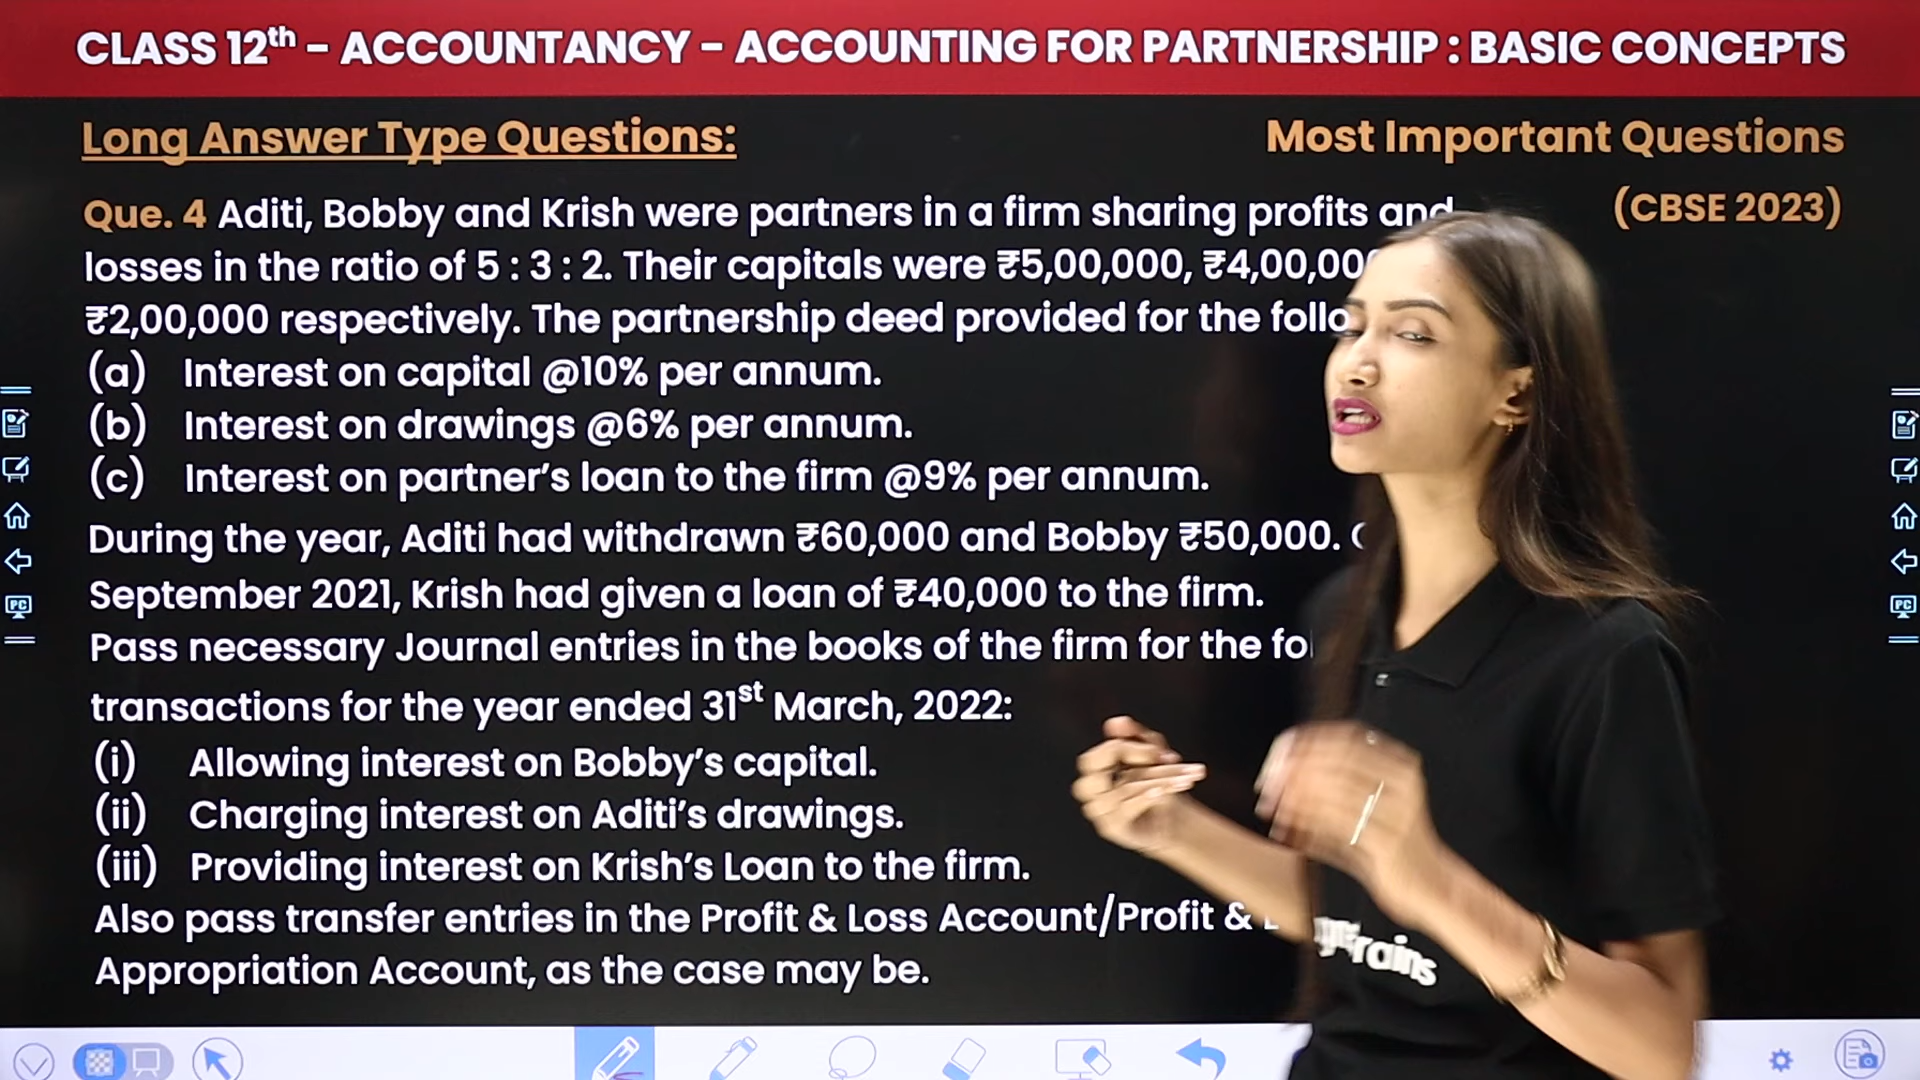 CLASS 12th – ACCOUNTANCY – ACCOUNTING FOR PARTNERSHIP : BASIC CONCEPTS
Long Answer Type Questions:
Most Important Questions
Que. 4 Aditi, Bobby and Krish were partners in a firm sharing profits and
(CBSE 2023)
losses in the ratio of 5 : 3 : 2. Their capitals were ₹5,00,000,
₹2,00,000 respectively. The partnership deed provided for the
(a) Interest on capital @10% per annum.
(b) Interest on drawings @6% per annum.
(c) Interest on partner's loan to the firm @9% per annum.
During the year, Aditi had withdrawn ₹60,000 and Bobby ₹50,000.
September 2021, Krish had given a loan of ₹40,000 to the firm.
Pass necessary Journal entries in the books of the firm for the
transactions for the year ended 31st March, 2022:
(i) Allowing interest on Bobby's capital.
(ii) Charging interest on Aditi's drawings.
(iii) Providing interest on Krish's Loan to the firm.
Also pass transfer entries in the Profit & Loss Account/Profit &
Appropriation Account, as the case may be.
PC
PC